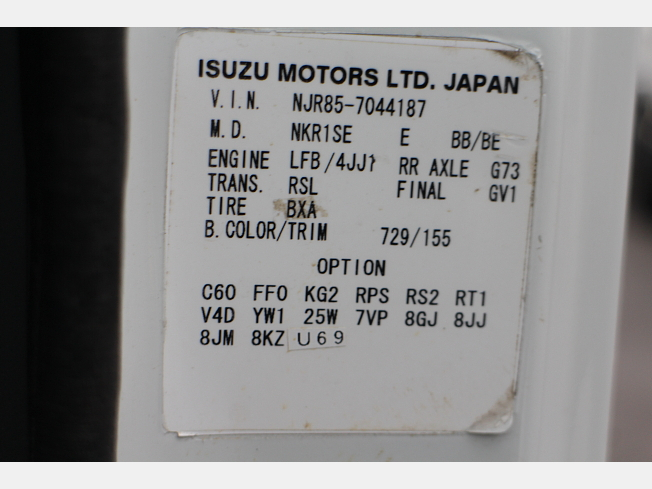 ISUZU MOTORS LTD. JAPAN
V.I.N. NJR85-7044187
M.D. NKR1SE E BB/BE
ENGINE LFB/4JJ1 RR AXLE G73
TRANS. RSL FINAL GV1
TIRE BXA
B.COLOR/TRIM 729/155
OPTION
C60 FF0 KG2 RPS RS2 RT1
V4D YW1 25W 7VP 8GJ 8JJ
8JM 8KZ U69